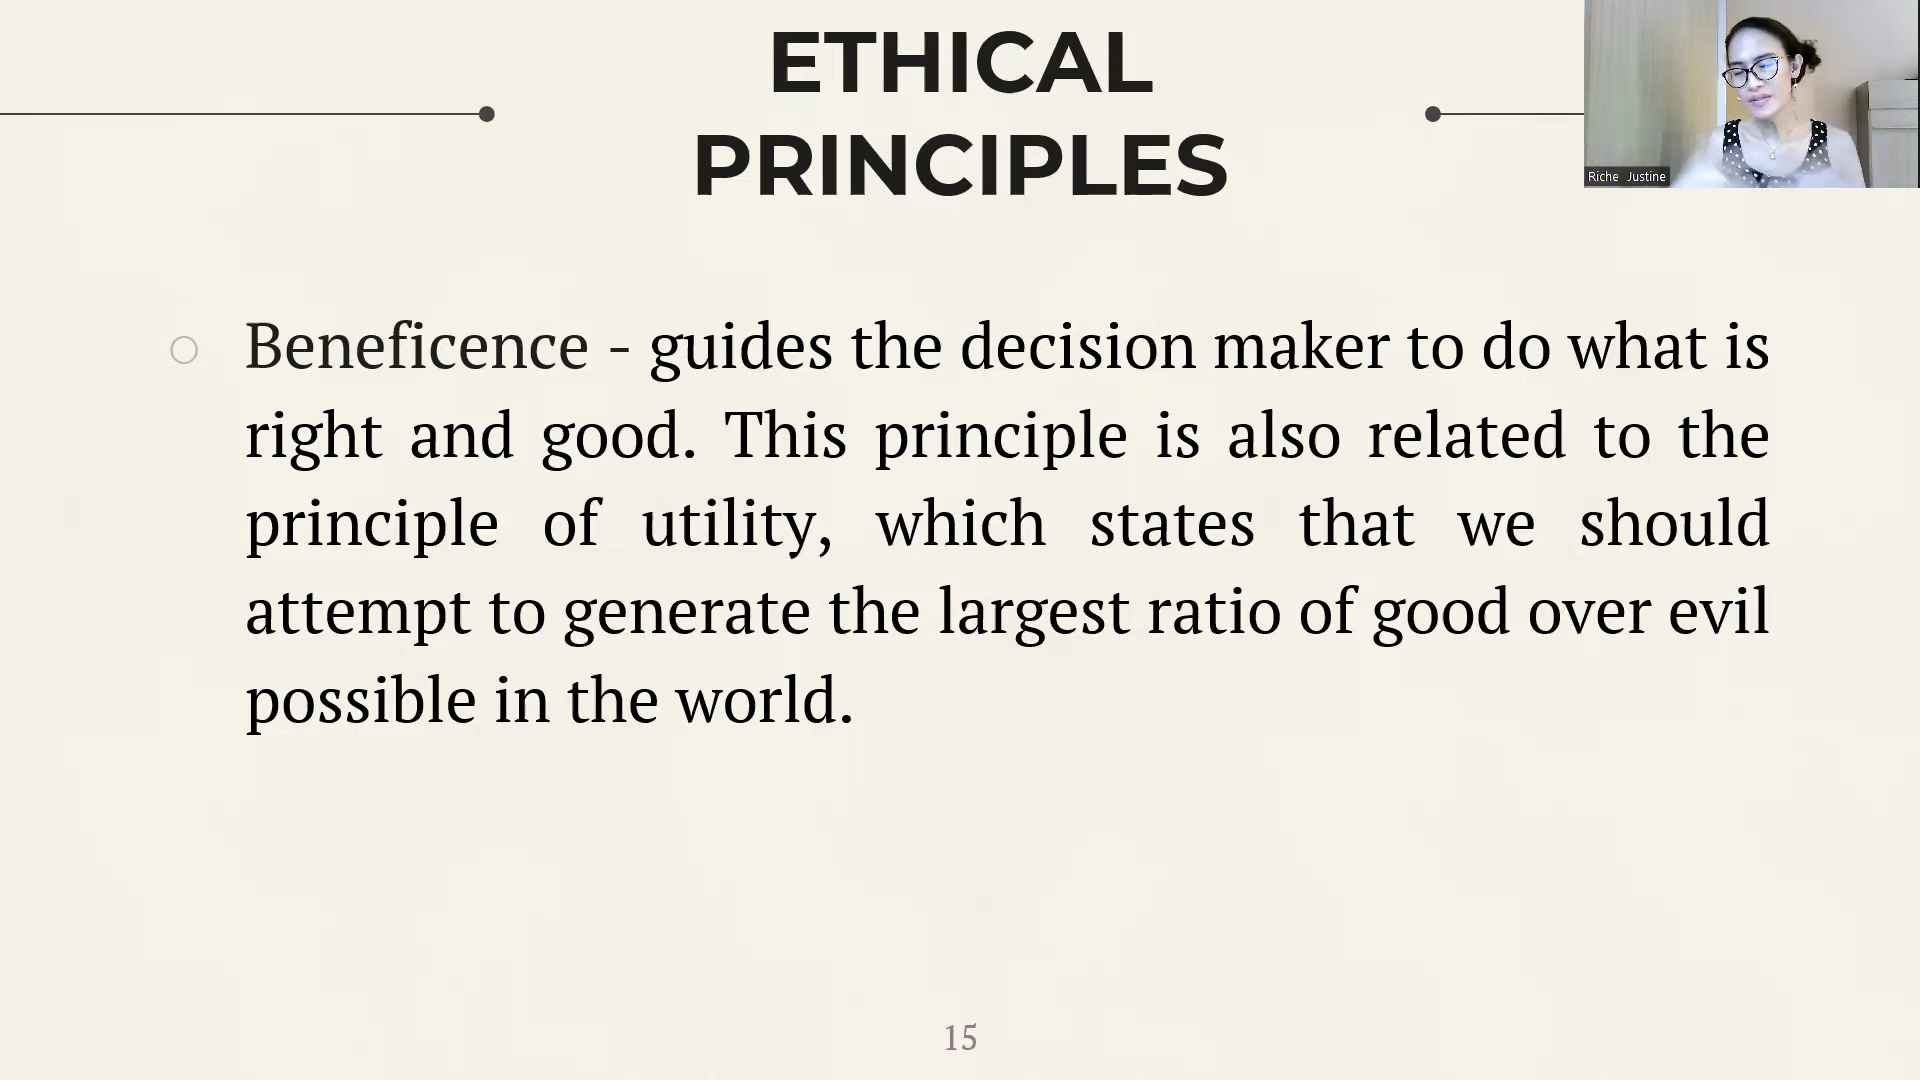 ETHICAL
PRINCIPLES
Riche Justine
Beneficence - guides the decision maker to do what is
right and good. This principle is also related to the
principle of utility, which states that we should
attempt to generate the largest ratio of good over evil
possible in the world.
15